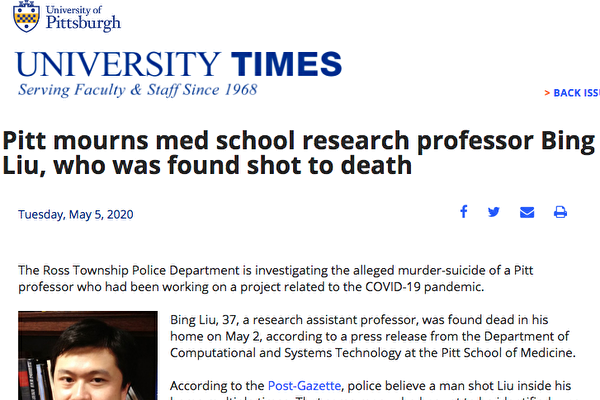 University of
Pittsburgh
UNIVERSITY TIMES
Serving Faculty & Staff Since 1968
> BACK ISSU
Pitt mourns med school research professor Bing
Liu, who was found shot to death
Tuesday, May 5, 2020
The Ross Township Police Department is investigating the alleged murder-suicide of a Pitt
professor who had been working on a project related to the COVID-19 pandemic.
Bing Liu, 37, a research assistant professor, was found dead in his
home on May 2, according to a press release from the Department of
Computational and Systems Technology at the Pitt School of Medicine.
According to the Post-Gazette, police believe a man shot Liu inside his